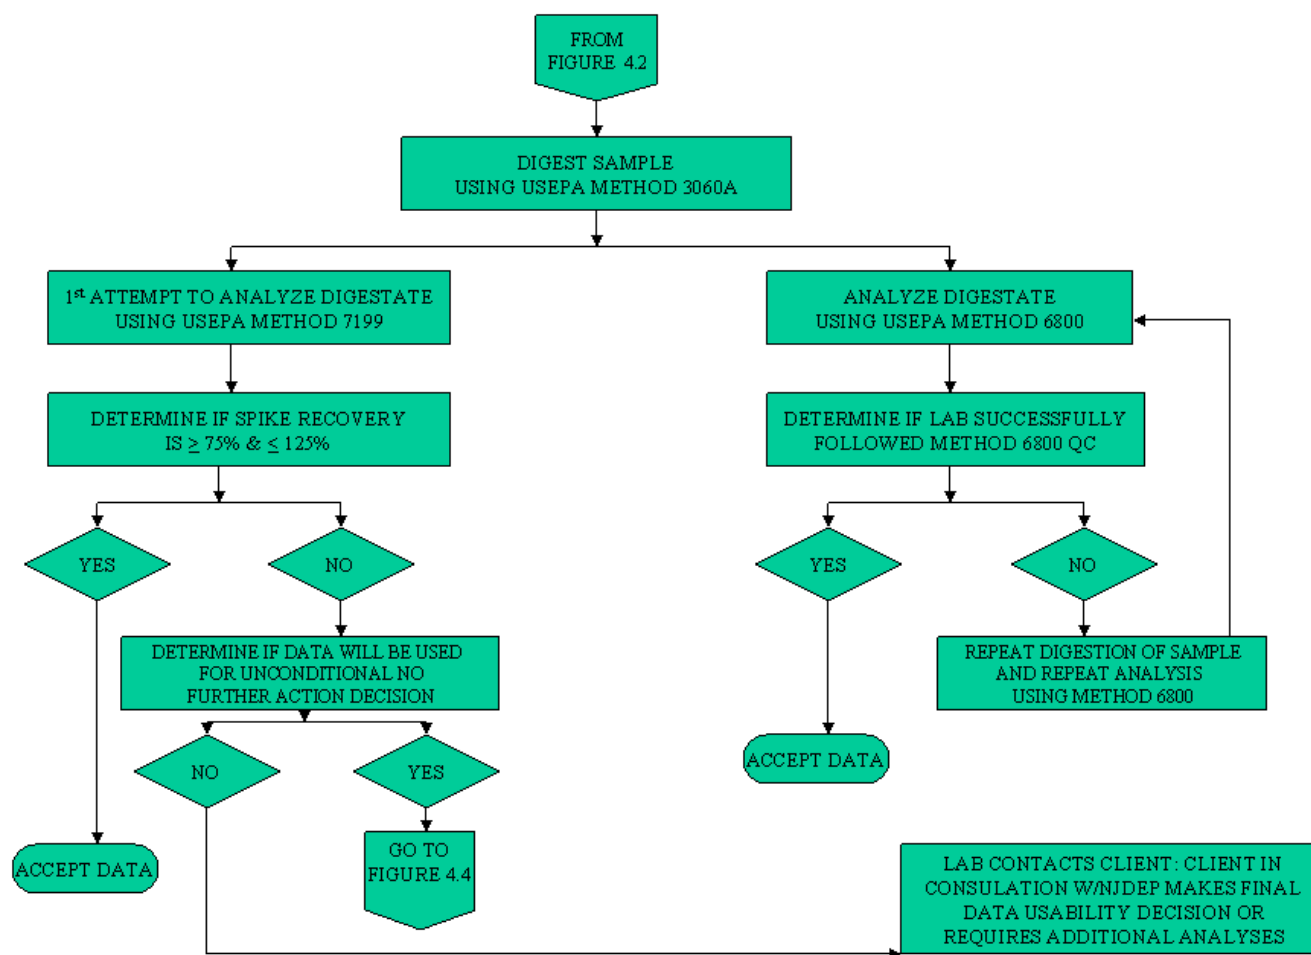 FROM
FIGURE 4.2
DIGEST SAMPLE
USING USEPA METHOD 3060A
1st ATTEMPT TO ANALYZE DIGESTATE
USING USEPA METHOD 7199
ANALYZE DIGESTATE
USING USEPA METHOD 6800
DETERMINE IF SPIKE RECOVERY
IS ≥ 75% & ≤ 125%
DETERMINE IF LAB SUCCESSFULLY
FOLLOWED METHOD 6800 QC
YES
NO
YES
NO
DETERMINE IF DATA WILL BE USED
FOR UNCONDITIONAL NO
FURTHER ACTION DECISION
REPEAT DIGESTION OF SAMPLE
AND REPEAT ANALYSIS
USING METHOD 6800
NO
YES
ACCEPT DATA
ACCEPT DATA
GO TO
FIGURE 4.4
LAB CONTACTS CLIENT: CLIENT IN
CONSULATION W/NJDEP MAKES FINAL
DATA USABILITY DECISION OR
REQUIRES ADDITIONAL ANALYSES